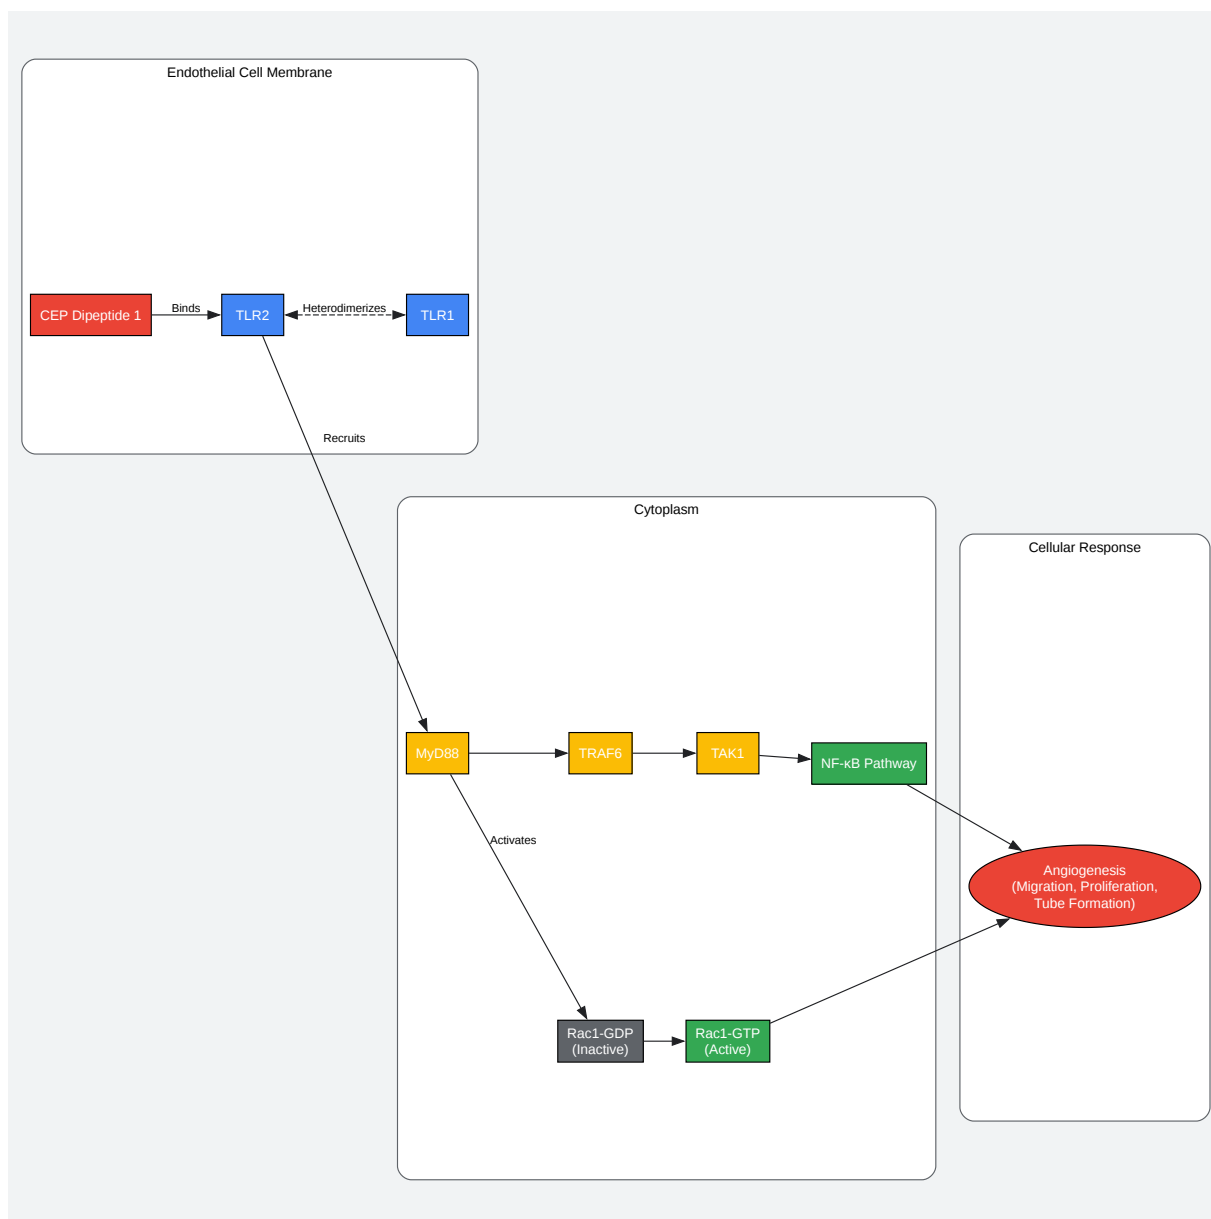 Endothelial Cell Membrane
CEP Dipeptide 1
Binds
TLR2
Heterodimerizes
TLR1
Recruits
Cytoplasm
Cellular Response
MyD88
TRAF6
TAK1
NF-κB Pathway
Activates
Angiogenesis
(Migration, Proliferation,
Tube Formation)
Rac1-GDP
(Inactive)
Rac1-GTP
(Active)